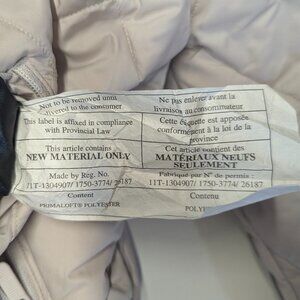 Not to be removed until
delivered to the consumer
This label is affixed in compliance
with Provincial Law
This article contains
NEW MATERIAL ONLY
Made by Reg. No.
11T-1304907/ 1750-3774/ 26187
Content
PRIMALOFT® POLYESTER
Ne pas enlever avant la
livraison au consommateur
Cette étiquette est apposée
conformément à la loi de la
province
Cet article contient des
MATÉRIAUX NEUFS
SEULEMENT
Fabriqué par N° de permis :
11T-1304907/ 1750-3774/ 26187
Contenu
POLYESTER